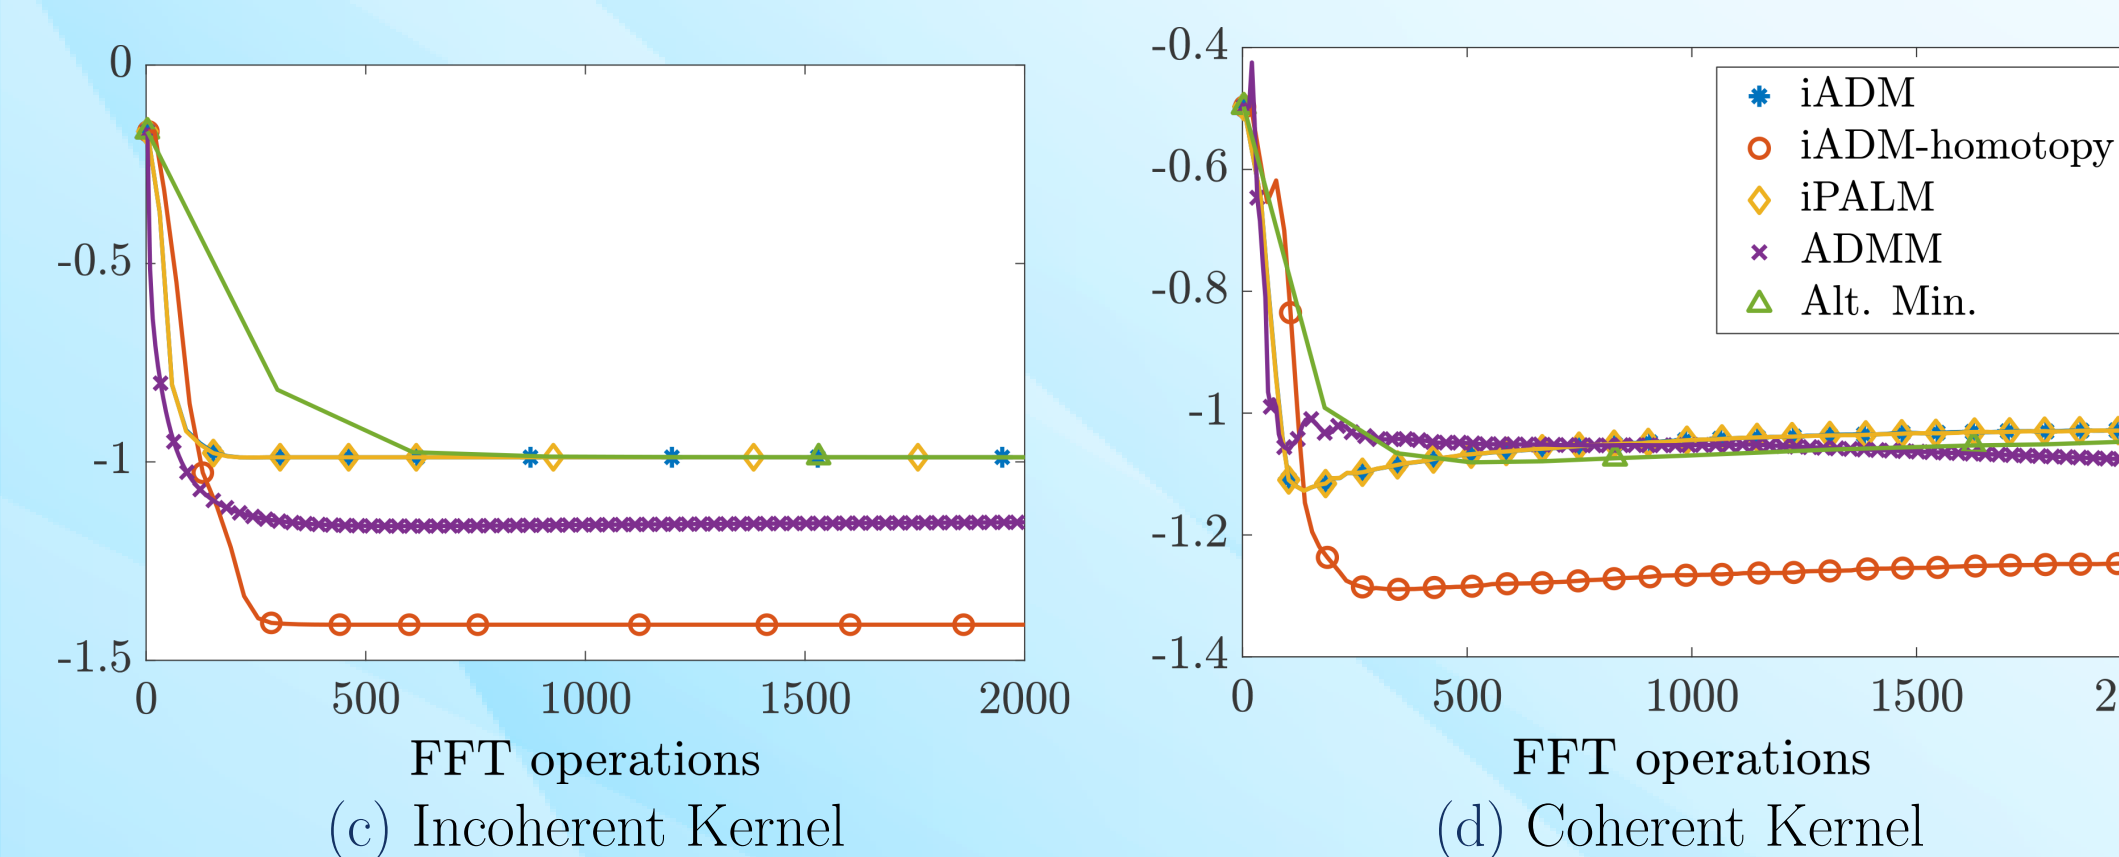 0
-0.5
-1
-1.5
0 500 1000 1500 2000
FFT operations
(c) Incoherent Kernel
-0.4
-0.6
-0.8
-1
-1.2
-1.4
iADM
iADM-homotopy
iPALM
ADMM
Alt. Min.
0 500 1000 1500
FFT operations
(d) Coherent Kernel